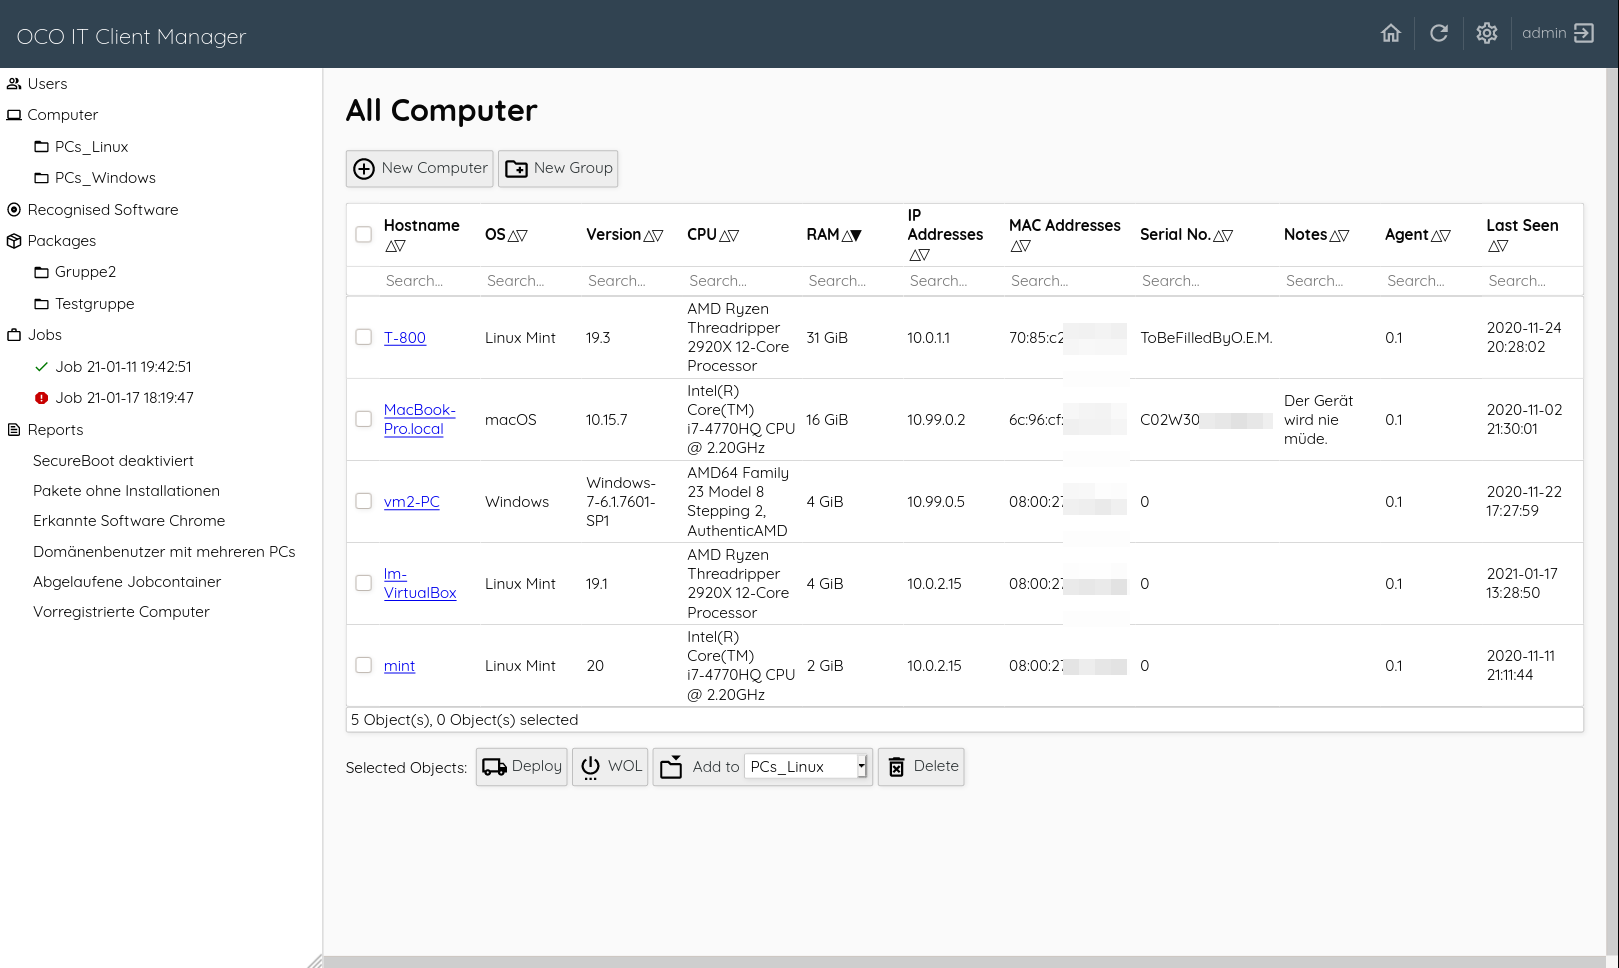 OCO IT Client Manager
admin
Users
Computer
PCs_Linux
PCs_Windows
Recognised Software
Packages
Gruppe2
Testgruppe
Jobs
Job 21-01-11 19:42:51
Job 21-01-17 18:19:47
Reports
SecureBoot deaktiviert
Pakete ohne Installationen
Erkannte Software Chrome
Domänenbenutzer mit mehreren PCs
Abgelaufene Jobcontainer
Vorregistrierte Computer
All Computer
New Computer
New Group
Hostname△▽
OS△▽
Version△▽
CPU△▽
RAM△▼
IP
Addresses
△▽
MAC Addresses
△▽
Serial No.△▽
Notes△▽
Agent△▽
Last Seen
△▽
Search...
Search...
Search...
Search...
Search...
Search...
Search...
Search...
Search...
Search...
Search...
T-800
Linux Mint
19.3
AMD Ryzen
Threadripper
2920X 12-Core
Processor
31 GiB
10.0.1.1
70:85:c2
ToBeFilledByO.E.M.
0.1
2020-11-24
20:28:02
MacBook-
Pro.local
macOS
10.15.7
Intel(R)
Core(TM)
i7-4770HQ CPU
@ 2.20GHz
16 GiB
10.99.0.2
6c:96:cf:
C02W30
Der Gerät
wird nie
müde.
0.1
2020-11-02
21:30:01
vm2-PC
Windows
Windows-
7-6.1.7601-
SP1
AMD64 Family
23 Model 8
Stepping 2,
AuthenticAMD
4 GiB
10.99.0.5
08:00:27
0
0.1
2020-11-22
17:27:59
lm-
VirtualBox
Linux Mint
19.1
AMD Ryzen
Threadripper
2920X 12-Core
Processor
4 GiB
10.0.2.15
08:00:27
0
0.1
2021-01-17
13:28:50
mint
Linux Mint
20
Intel(R)
Core(TM)
i7-4770HQ CPU
@ 2.20GHz
2 GiB
10.0.2.15
08:00:27
0
0.1
2020-11-11
21:11:44
5 Object(s), 0 Object(s) selected
Selected Objects:
Deploy
WOL
Add to
PCs_Linux
Delete